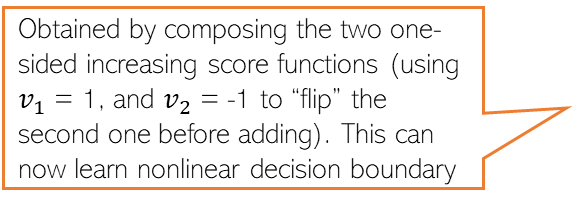 Obtained by composing the two one-
sided increasing score functions (using
𝑣₁ = 1, and 𝑣₂ = -1 to “flip” the
second one before adding). This can
now learn nonlinear decision boundary